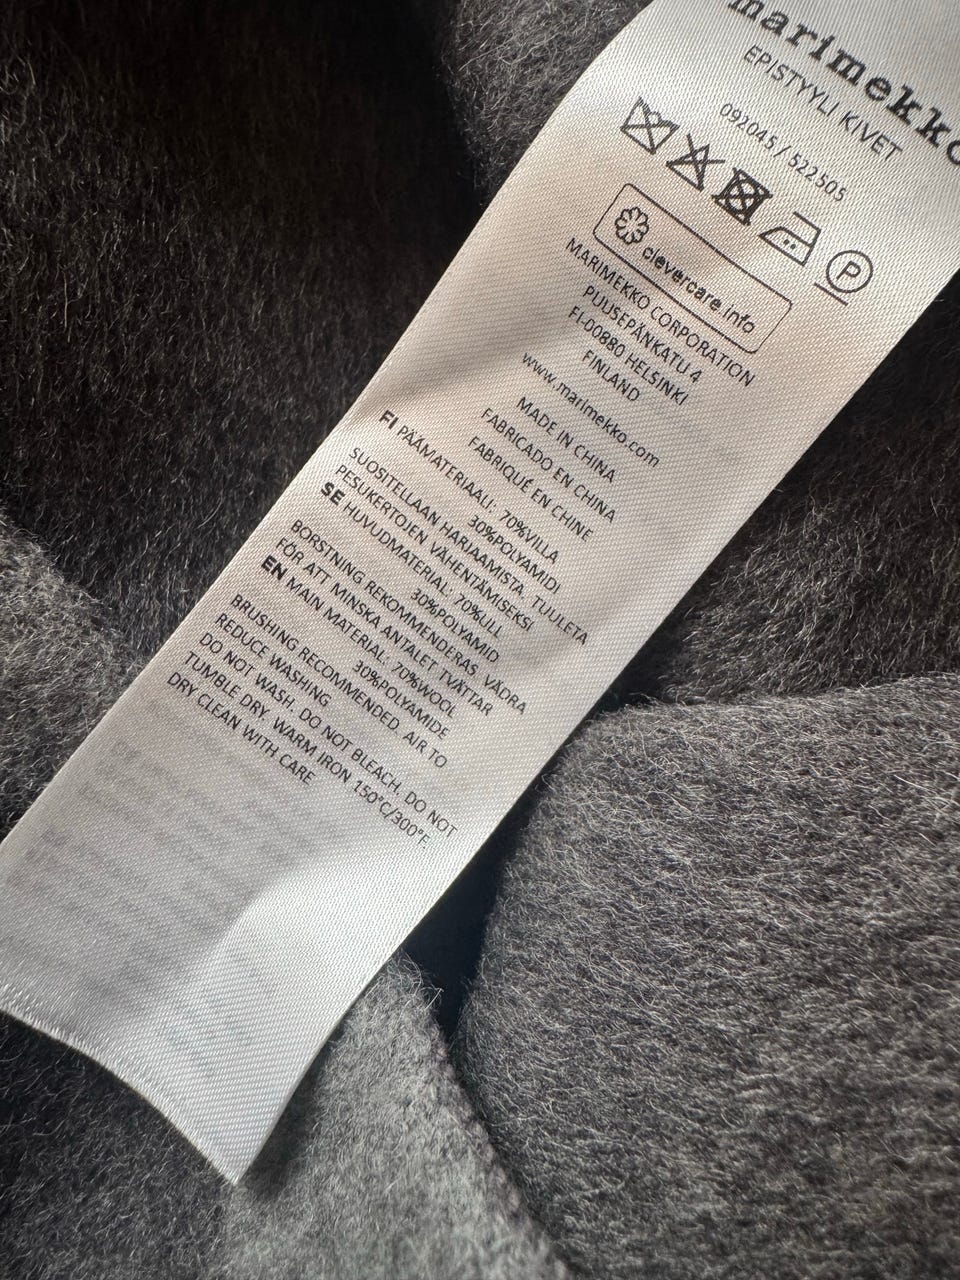 marimekko
EPISTYYLI KIVET
092045 / 522505
P
clevercare.info
MARIMEKKO CORPORATION
PUUSEPÄNKATU 4
FI-00880 HELSINKI
FINLAND
www.marimekko.com
MADE IN CHINA
FABRICADO EN CHINA
FABRIQUÉ EN CHINE
FI PÄÄMATERIAALI: 70%VILLA
30%POLYAMIDI
SUOSITELLAAN HARJAAMISTA, TUULETA
PESUKERTOJEN VÄHENTÄMISEKSI
SE HUVUDMATERIAL: 70%ULL
30%POLYAMID
BORSTNING REKOMMENDERAS, VÄDRA
FÖR ATT MINSKA ANTALET TVÄTTAR
EN MAIN MATERIAL: 70%WOOL
30%POLYAMIDE
BRUSHING RECOMMENDED. AIR TO
REDUCE WASHING
DO NOT WASH. DO NOT BLEACH. DO NOT
TUMBLE DRY. WARM IRON 150°C/300°F.
DRY CLEAN WITH CARE